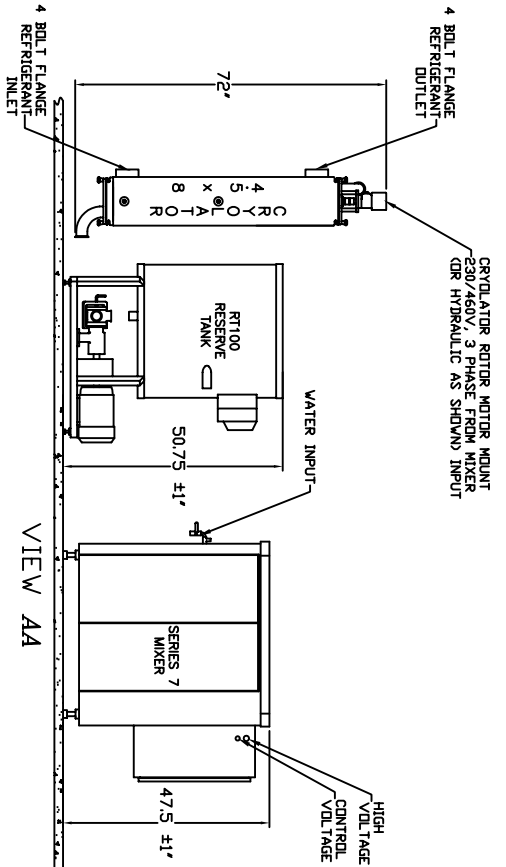 4 BOLT FLANGE
REFRIGERANT
OUTLET
CRYOLATOR ROTOR MOTOR MOUNT
230/460V, 3 PHASE FROM MIXER
(OR HYDRAULIC AS SHOWN) INPUT
72"
CRYOLATOR
4.5 x 8
4 BOLT FLANGE
REFRIGERANT
INLET
RT100
RESERVE
TANK
50.75 ±1"
WATER INPUT
SERIES 7
MIXER
HIGH
VOLTAGE
CONTROL
VOLTAGE
47.5 ±1"
VIEW AA